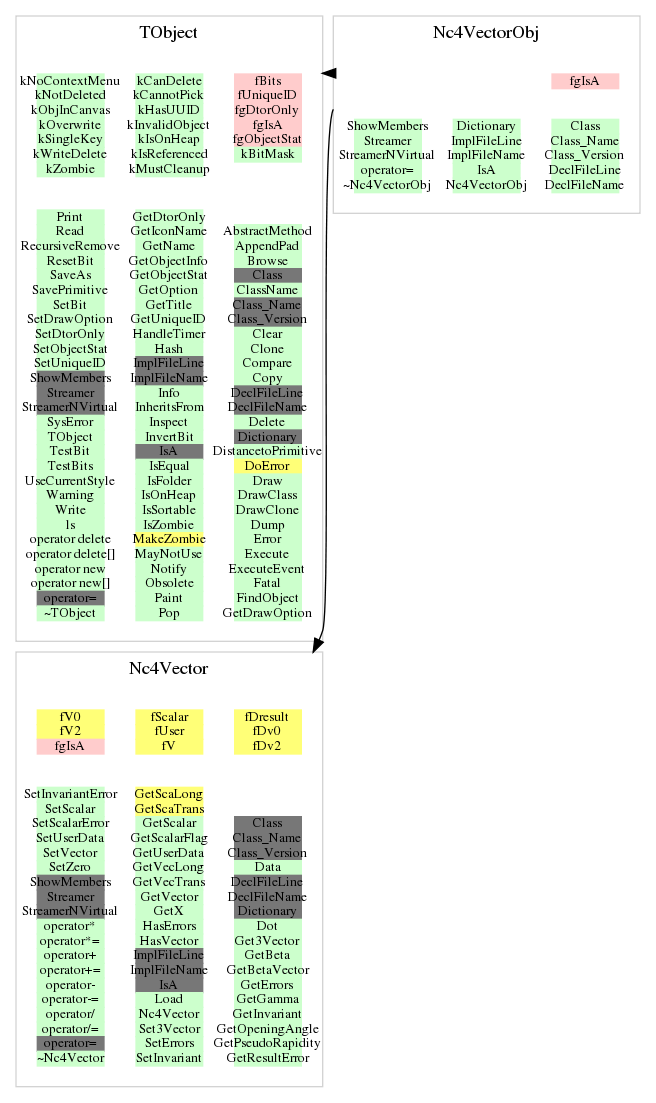 TObject
kNoContextMenu kCanDelete fBits
kNotDeleted kCannotPick fUniqueID
kObjInCanvas kHasUUID fgDtorOnly
kOverwrite kInvalidObject fgIsA
kSingleKey kIsOnHeap fgObjectStat
kWriteDelete kIsReferenced kBitMask
kZombie kMustCleanup
Print GetDtorOnly
Read GetIconName AbstractMethod
RecursiveRemove GetName AppendPad
ResetBit GetObjectInfo Browse
SaveAs GetObjectStat Class
SavePrimitive GetOption ClassName
SetBit GetTitle Class_Name
SetDrawOption GetUniqueID Class_Version
SetDtorOnly HandleTimer Clear
SetObjectStat Hash Clone
SetUniqueID ImplFileLine Compare
ShowMembers ImplFileName Copy
Streamer Info DeclFileLine
StreamerNVirtual InheritsFrom DeclFileName
SysError Inspect Delete
TObject InvertBit Dictionary
TestBit IsA DistancetoPrimitive
TestBits IsEqual DoError
UseCurrentStyle IsFolder Draw
Warning IsOnHeap DrawClass
Write IsSortable DrawClone
ls IsZombie Dump
operator delete MakeZombie Error
operator delete[] MayNotUse Execute
operator new Notify ExecuteEvent
operator new[] Obsolete Fatal
operator= Paint FindObject
~TObject Pop GetDrawOption
Nc4VectorObj
fgIsA
ShowMembers Dictionary Class
Streamer ImplFileLine Class_Name
StreamerNVirtual ImplFileName Class_Version
operator= IsA DeclFileLine
~Nc4VectorObj Nc4VectorObj DeclFileName
Nc4Vector
fV0 fScalar fDresult
fV2 fUser fDv0
fgIsA fV fDv2
SetInvariantError GetScaLong
SetScalar GetScaTrans
SetScalarError GetScalar Class
SetUserData GetScalarFlag Class_Name
SetVector GetUserData Class_Version
SetZero GetVecLong Data
ShowMembers GetVecTrans DeclFileLine
Streamer GetVector DeclFileName
StreamerNVirtual GetX Dictionary
operator* HasErrors Dot
operator*= HasVector Get3Vector
operator+ ImplFileLine GetBeta
operator+= ImplFileName GetBetaVector
operator- IsA GetErrors
operator-= Load GetGamma
operator/ Nc4Vector GetInvariant
operator/= Set3Vector GetOpeningAngle
operator= SetErrors GetPseudoRapidity
~Nc4Vector SetInvariant GetResultError